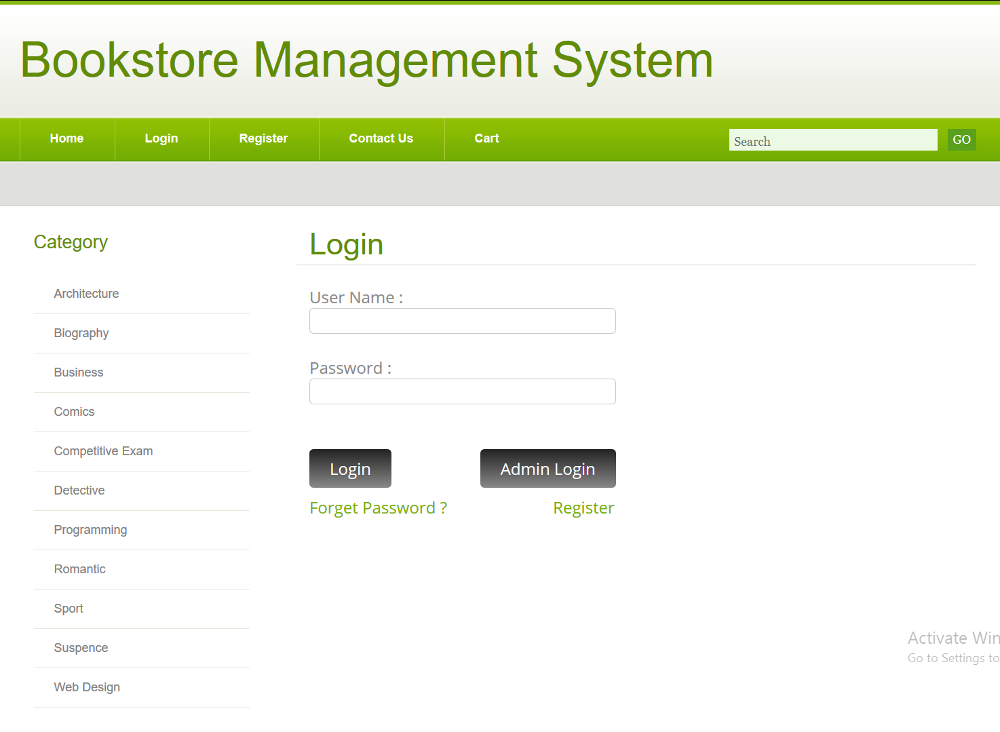 Bookstore Management System
Home Login Register Contact Us Cart Search GO
Category
Architecture
Biography
Business
Comics
Competitive Exam
Detective
Programming
Romantic
Sport
Suspence
Web Design
Login
User Name :
Password :
Login Admin Login
Forget Password ? Register
Activate Win
Go to Settings to